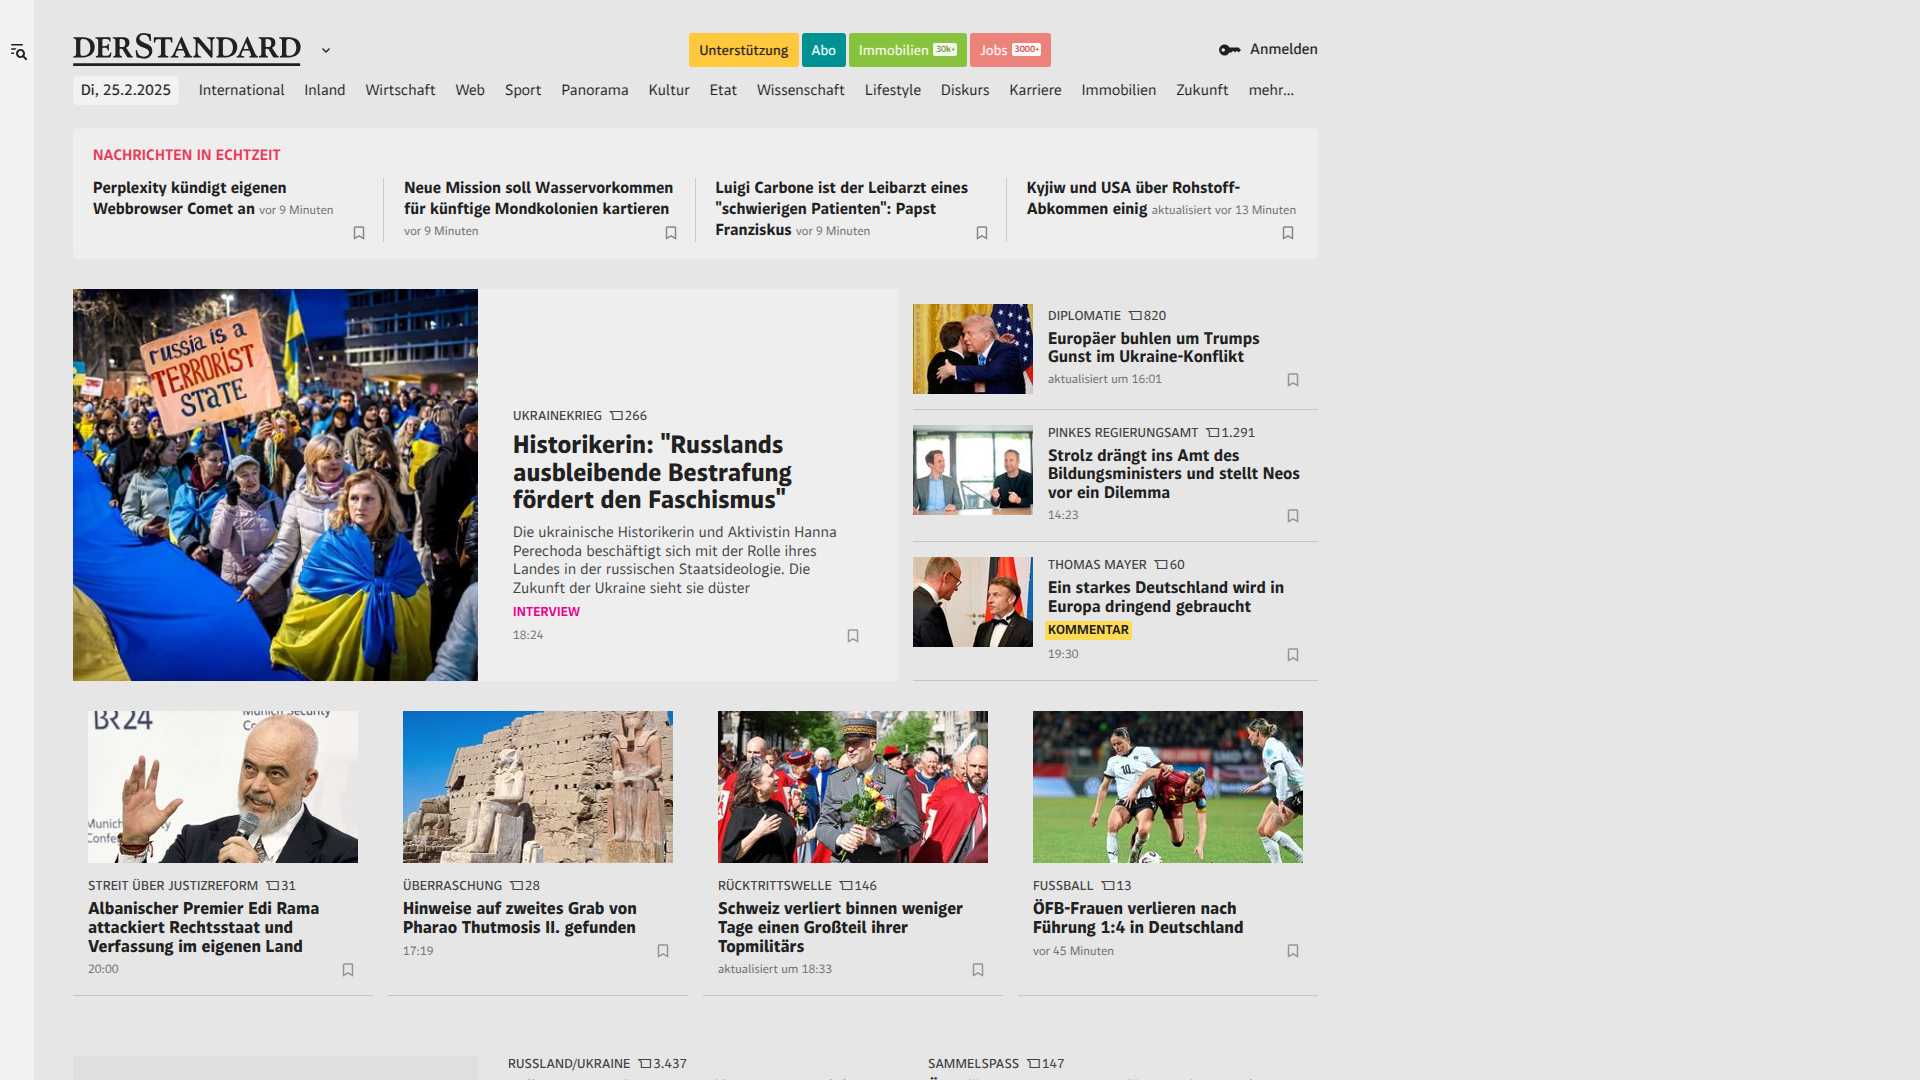 DERSTANDARD
Unterstützung
Abo
Immobilien 30k+
Jobs 3000+
Anmelden
Di, 25.2.2025
International
Inland
Wirtschaft
Web
Sport
Panorama
Kultur
Etat
Wissenschaft
Lifestyle
Diskurs
Karriere
Immobilien
Zukunft
mehr...
NACHRICHTEN IN ECHTZEIT
Perplexity kündigt eigenen
Webbrowser Comet an vor 9 Minuten
Neue Mission soll Wasservorkommen
für künftige Mondkolonien kartieren
vor 9 Minuten
Luigi Carbone ist der Leibarzt eines
"schwierigen Patienten": Papst
Franziskus vor 9 Minuten
Kyjiw und USA über Rohstoff-
Abkommen einig aktualisiert vor 13 Minuten
russia is a
TERRORIST
STATE
UKRAINEKRIEG 266
Historikerin: "Russlands
ausbleibende Bestrafung
fördert den Faschismus"
Die ukrainische Historikerin und Aktivistin Hanna
Perechoda beschäftigt sich mit der Rolle ihres
Landes in der russischen Staatsideologie. Die
Zukunft der Ukraine sieht sie düster
INTERVIEW
18:24
DIPLOMATIE 820
Europäer buhlen um Trumps
Gunst im Ukraine-Konflikt
aktualisiert um 16:01
PINKES REGIERUNGSAMT 1.291
Strolz drängt ins Amt des
Bildungsministers und stellt Neos
vor ein Dilemma
14:23
THOMAS MAYER 60
Ein starkes Deutschland wird in
Europa dringend gebraucht
KOMMENTAR
19:30
BR24
Munich Security
Co
Munich Security
Confe
STREIT ÜBER JUSTIZREFORM 31
Albanischer Premier Edi Rama
attackiert Rechtsstaat und
Verfassung im eigenen Land
20:00
ÜBERRASCHUNG 28
Hinweise auf zweites Grab von
Pharao Thutmosis II. gefunden
17:19
RÜCKTRITTSWELLE 146
Schweiz verliert binnen weniger
Tage einen Großteil ihrer
Topmilitärs
aktualisiert um 18:33
10
FUSSBALL 13
ÖFB-Frauen verlieren nach
Führung 1:4 in Deutschland
vor 45 Minuten
RUSSLAND/UKRAINE 3.437
SAMMELSPASS 147